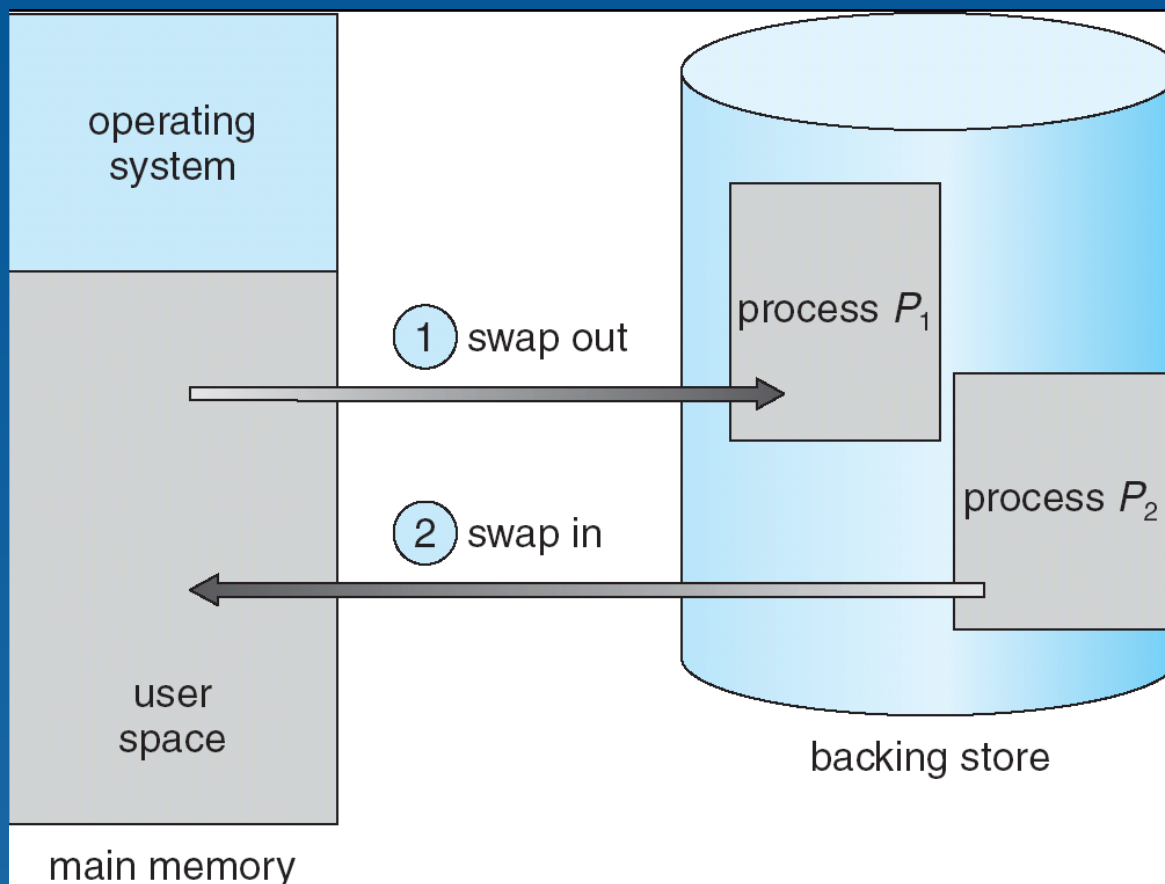 operating
system
process P1
1 swap out
process P2
2 swap in
user
space
backing store
main memory